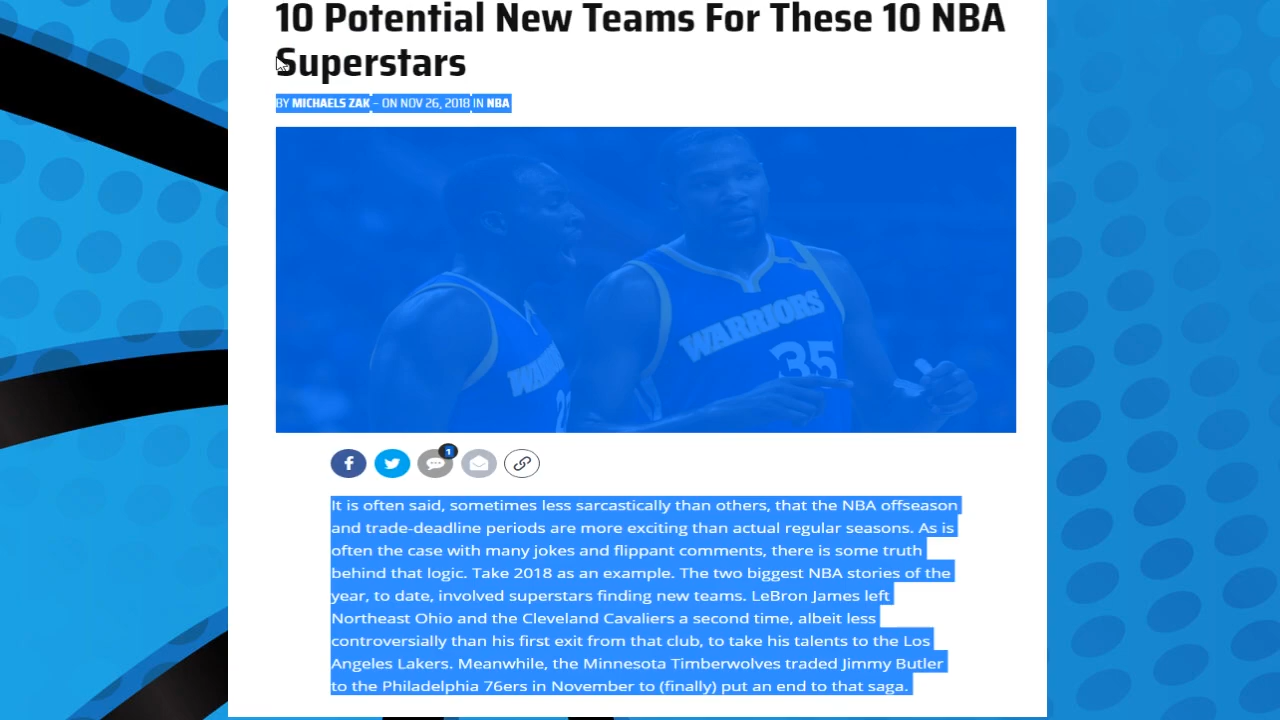 10 Potential New Teams For These 10 NBA
Superstars
BY MICHAELS ZAK – ON NOV 26, 2018 IN NBA
WARRIORS
35
1
It is often said, sometimes less sarcastically than others, that the NBA offseason
and trade-deadline periods are more exciting than actual regular seasons. As is
often the case with many jokes and flippant comments, there is some truth
behind that logic. Take 2018 as an example. The two biggest NBA stories of the
year, to date, involved superstars finding new teams. LeBron James left
Northeast Ohio and the Cleveland Cavaliers a second time, albeit less
controversially than his first exit from that club, to take his talents to the Los
Angeles Lakers. Meanwhile, the Minnesota Timberwolves traded Jimmy Butler
to the Philadelphia 76ers in November to (finally) put an end to that saga.